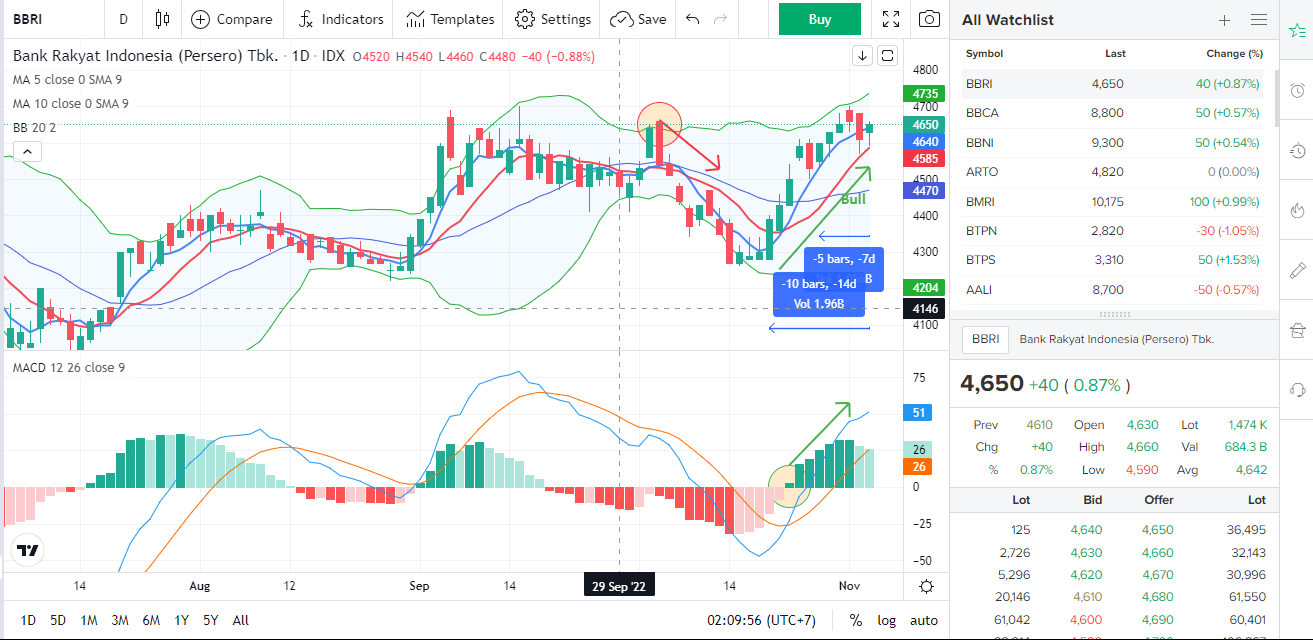 BBRI D Compare Indicators Templates Settings Save Buy
Bank Rakyat Indonesia (Persero) Tbk. · 1D · IDX O4520 H4540 L4460 C4480 −40 (−0.88%)
MA 5 close 0 SMA 9
MA 10 close 0 SMA 9
BB 20 2
4800
4735
4700
4650
4640
4585
4500
4470
4400
4300
4204
4146
4100
Bull
-5 bars, -7d
B
-10 bars, -14d
Vol 1.96B
MACD 12 26 close 9
75
51
26
26
0
−25
−50
14 Aug 12 Sep 14 29 Sep '22 14 Nov
1D 5D 1M 3M 6M 1Y 5Y All 02:09:56 (UTC+7) % log auto
All Watchlist
Symbol Last Change (%)
BBRI 4,650 40 (+0.87%)
BBCA 8,800 50 (+0.57%)
BBNI 9,300 50 (+0.54%)
ARTO 4,820 0 (0.00%)
BMRI 10,175 100 (+0.99%)
BTPN 2,820 -30 (-1.05%)
BTPS 3,310 50 (+1.53%)
AALI 8,700 -50 (-0.57%)
BBRI Bank Rakyat Indonesia (Persero) Tbk.
4,650 +40 ( 0.87% )
Prev 4610 Open 4,630 Lot 1,474 K
Chg +40 High 4,660 Val 684.3 B
% 0.87% Low 4,590 Avg 4,642
Lot Bid Offer Lot
125 4,640 4,650 36,495
2,726 4,630 4,660 32,143
5,296 4,620 4,670 30,996
20,146 4,610 4,680 61,550
61,042 4,600 4,690 60,401